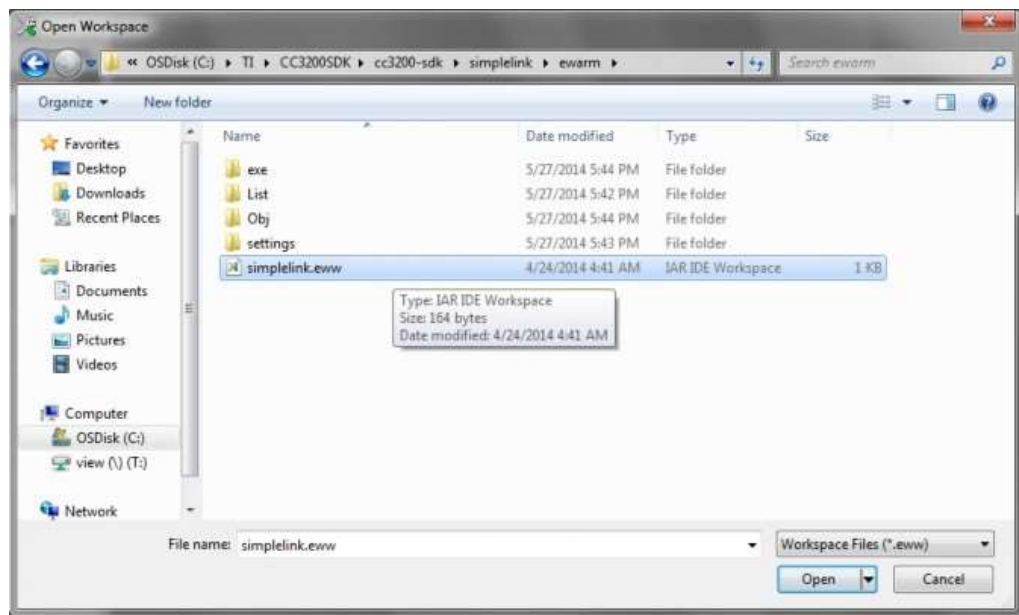 Open Workspace
« OSDisk (C:) ▸ TI ▸ CC3200SDK ▸ cc3200-sdk ▸ simplelink ▸ ewarm ▸ Search ewarm
Organize ▾ New folder
Name Date modified Type Size
Favorites
Desktop
Downloads
Recent Places
Libraries
Documents
Music
Pictures
Videos
Computer
OSDisk (C:)
view (\) (T:)
Network
exe 5/27/2014 5:44 PM File folder
List 5/27/2014 5:42 PM File folder
Obj 5/27/2014 5:44 PM File folder
settings 5/27/2014 5:43 PM File folder
simplelink.eww 4/24/2014 4:41 AM IAR IDE Workspace 1 KB
Type: IAR IDE Workspace
Size: 164 bytes
Date modified: 4/24/2014 4:41 AM
File name: simplelink.eww Workspace Files (*.eww)
Open Cancel